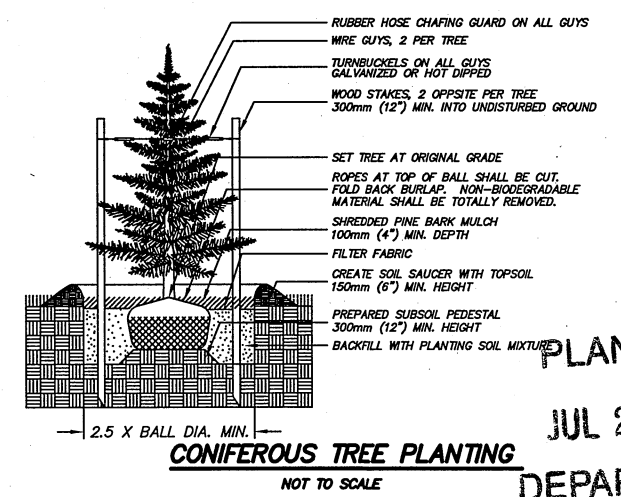 RUBBER HOSE CHAFING GUARD ON ALL GUYS
WIRE GUYS, 2 PER TREE
TURNBUCKELS ON ALL GUYS
GALVANIZED OR HOT DIPPED
WOOD STAKES, 2 OPPSITE PER TREE
300mm (12") MIN. INTO UNDISTURBED GROUND
SET TREE AT ORIGINAL GRADE
ROPES AT TOP OF BALL SHALL BE CUT.
FOLD BACK BURLAP. NON-BIODEGRADABLE
MATERIAL SHALL BE TOTALLY REMOVED.
SHREDDED PINE BARK MULCH
100mm (4") MIN. DEPTH
FILTER FABRIC
CREATE SOIL SAUCER WITH TOPSOIL
150mm (6") MIN. HEIGHT
PREPARED SUBSOIL PEDESTAL
300mm (12") MIN. HEIGHT
BACKFILL WITH PLANTING SOIL MIXTURE
PLAN
JUL 2
DEPAR
2.5 X BALL DIA. MIN.
CONIFEROUS TREE PLANTING
NOT TO SCALE